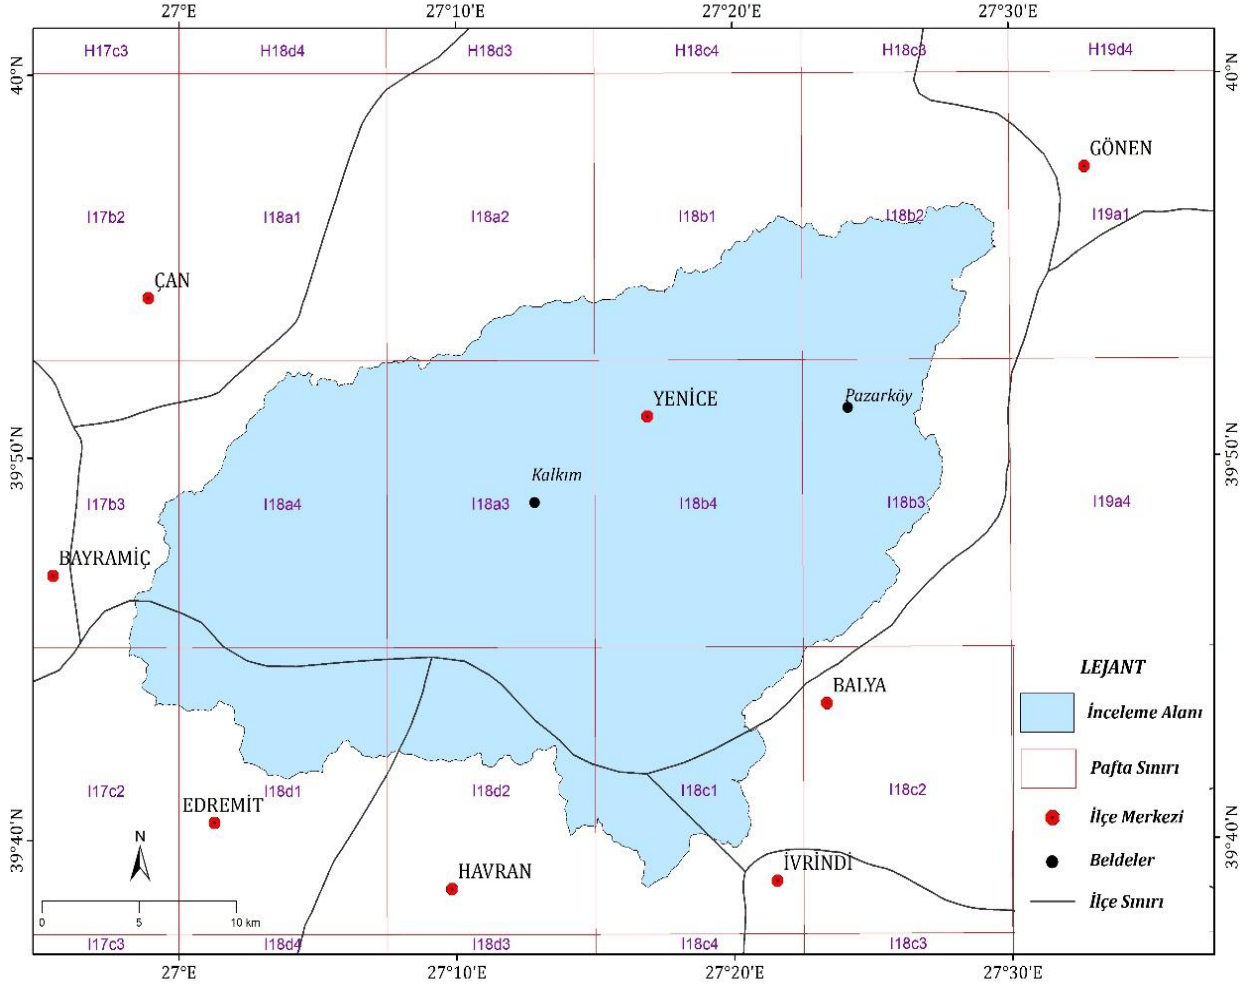 27°E
27°10'E
27°20'E
27°30'E
H17c3
H18d4
H18d3
H18c4
H18c3
H19d4
40°N
40°N
GÖNEN
I17b2
I18a1
I18a2
I18b1
I18b2
I19a1
ÇAN
YENİCE
Pazarköy
39°50'N
39°50'N
Kalkım
I17b3
I18a4
I18a3
I18b4
I18b3
I19a4
BAYRAMİÇ
LEJANT
BALYA
İnceleme Alanı
Pafta Sınırı
I17c2
I18d1
I18d2
I18c1
I18c2
EDREMİT
İlçe Merkezi
39°40'N
39°40'N
N
HAVRAN
İVRİNDİ
Beldeler
İlçe Sınırı
0
5
10 km
I17c3
I18d4
I18d3
I18c4
I18c3
27°E
27°10'E
27°20'E
27°30'E